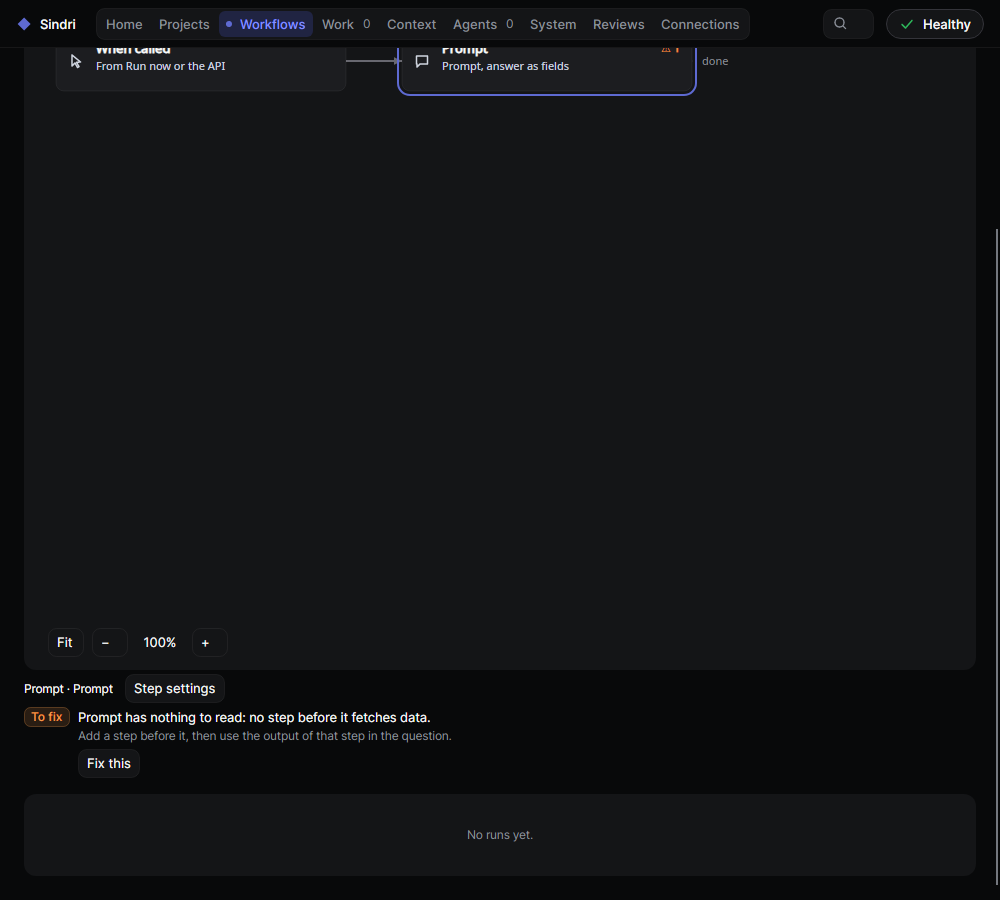 Sindri
Home Projects Workflows Work 0 Context Agents 0 System Reviews Connections
Healthy
When called
From Run now or the API
Prompt
Prompt, answer as fields
done
Fit
−
100%
+
Prompt · Prompt
Step settings
To fix
Prompt has nothing to read: no step before it fetches data.
Add a step before it, then use the output of that step in the question.
Fix this
No runs yet.